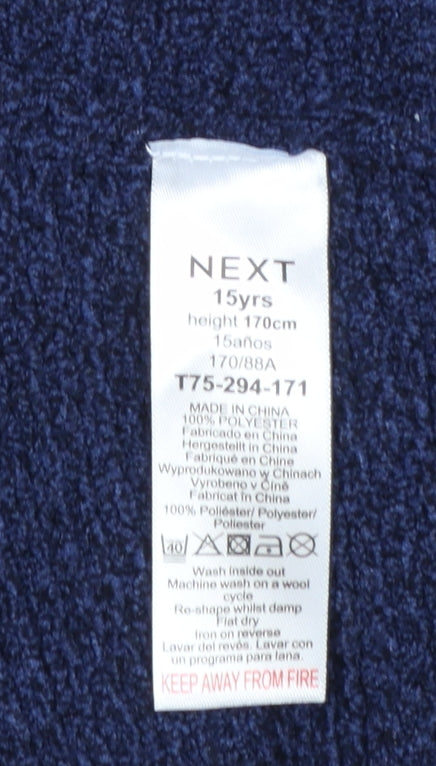 NEXT
15yrs
height 170cm
15años
170/88A
T75-294-171
MADE IN CHINA
100% POLYESTER
Fabricado en China
Hergestellt in China
Fabriqué en Chine
Wyprodukowano w Chinach
Vyrobeno v Číně
Fabricat în China
100% Poliéster/ Polyester/
Poliester
40
Wash inside out
Machine wash on a wool
cycle
Re-shape whilst damp
Flat dry
Iron on reverse
Lavar del revés. Lavar con
un programa para lana.
KEEP AWAY FROM FIRE